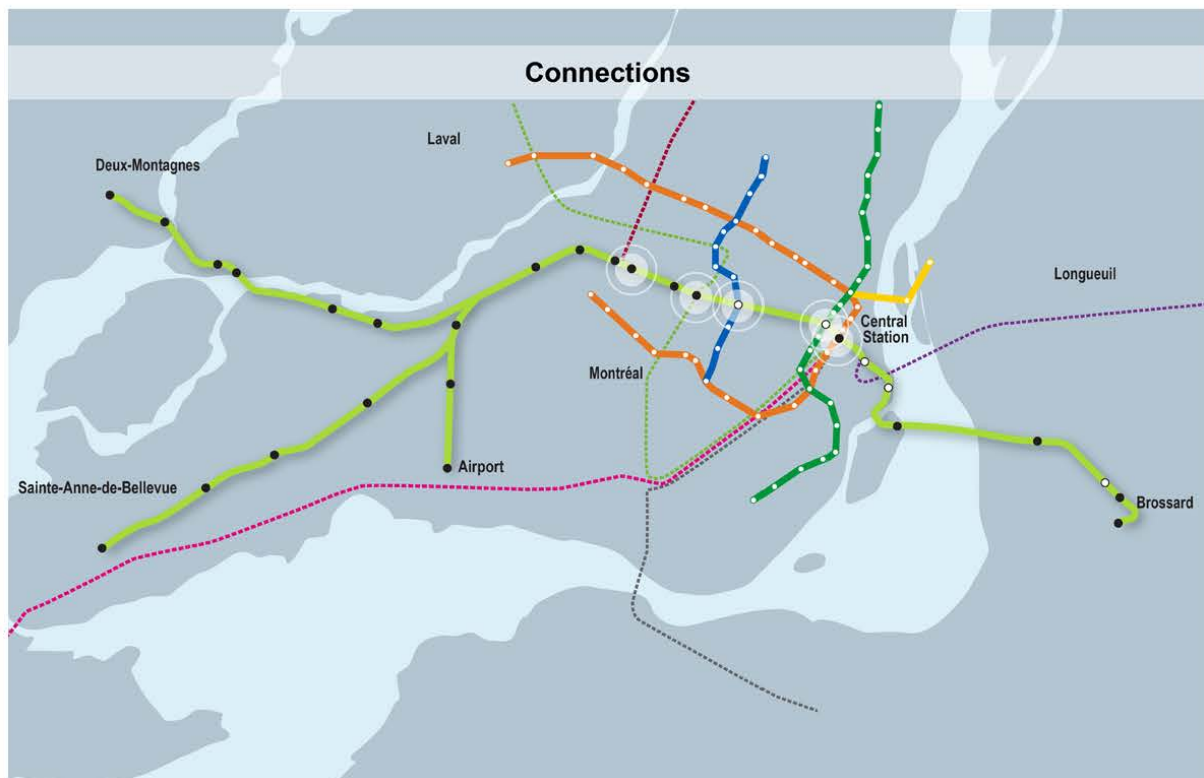 Connections
Laval
Deux-Montagnes
Longueuil
Central
Station
Montréal
Airport
Sainte-Anne-de-Bellevue
Brossard